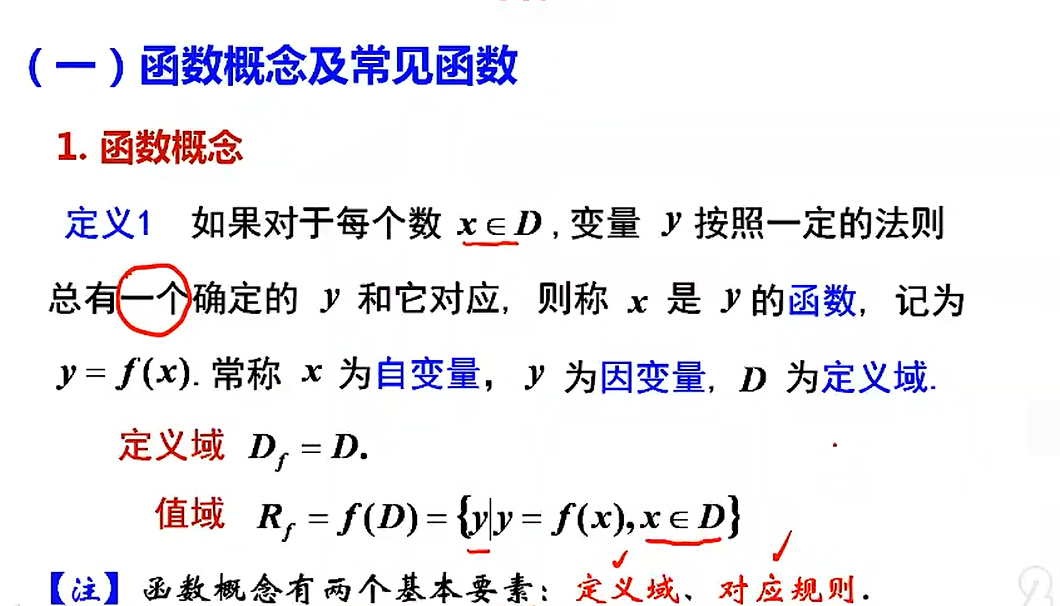 （一）函数概念及常见函数
1. 函数概念
定义1 如果对于每个数 x∈D , 变量 y 按照一定的法则
总有一个确定的 y 和它对应, 则称 x 是 y 的函数, 记为
y = f(x). 常称 x 为自变量, y 为因变量, D 为定义域.
定义域 D_f = D.
值域 R_f = f(D) = {y|y = f(x), x∈D}
【注】函数概念有两个基本要素: 定义域、对应规则.